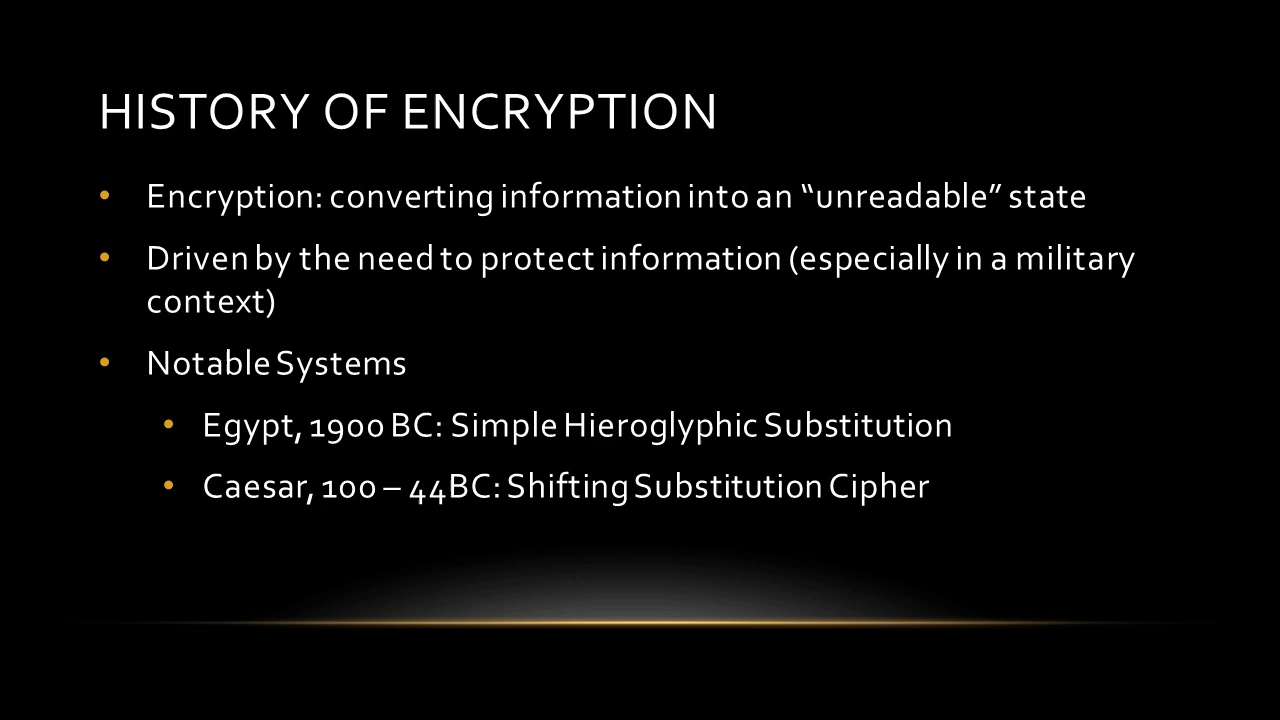 HISTORY OF ENCRYPTION
• Encryption: converting information into an “unreadable” state
• Driven by the need to protect information (especially in a military
context)
• Notable Systems
• Egypt, 1900 BC: Simple Hieroglyphic Substitution
• Caesar, 100 – 44BC: Shifting Substitution Cipher